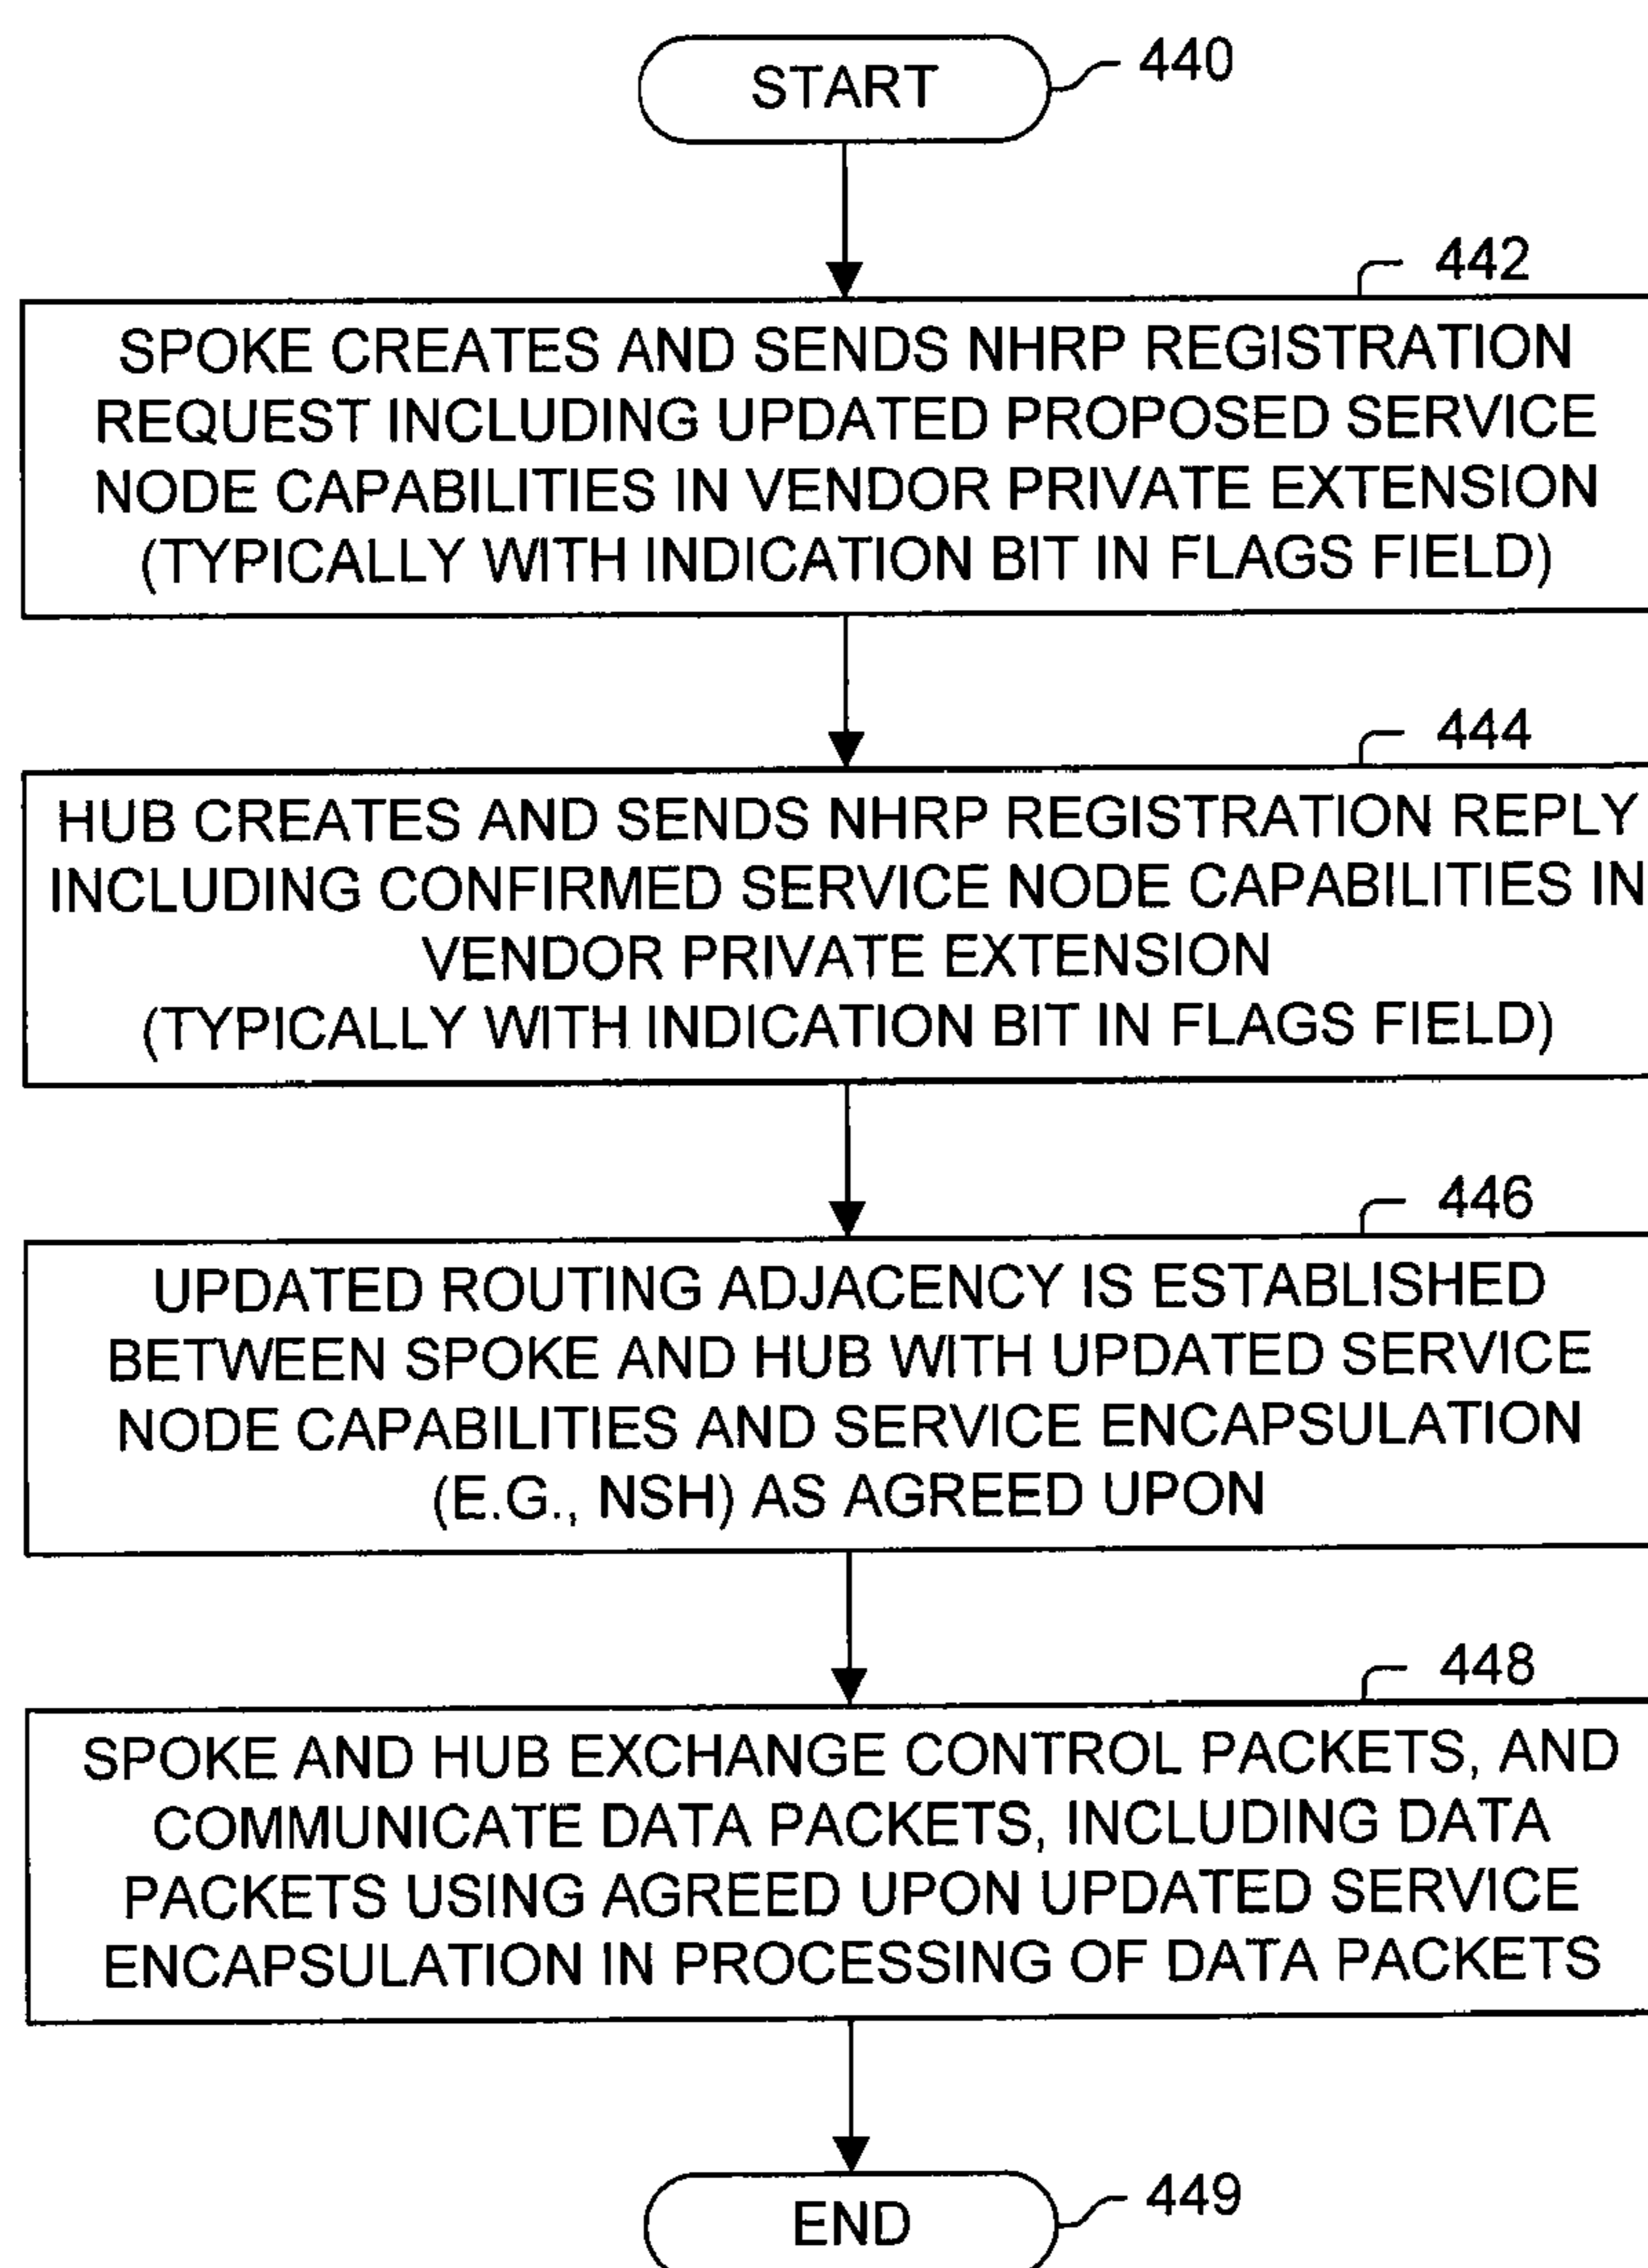 START
440
442
SPOKE CREATES AND SENDS NHRP REGISTRATION
REQUEST INCLUDING UPDATED PROPOSED SERVICE
NODE CAPABILITIES IN VENDOR PRIVATE EXTENSION
(TYPICALLY WITH INDICATION BIT IN FLAGS FIELD)
444
HUB CREATES AND SENDS NHRP REGISTRATION REPLY
INCLUDING CONFIRMED SERVICE NODE CAPABILITIES IN
VENDOR PRIVATE EXTENSION
(TYPICALLY WITH INDICATION BIT IN FLAGS FIELD)
446
UPDATED ROUTING ADJACENCY IS ESTABLISHED
BETWEEN SPOKE AND HUB WITH UPDATED SERVICE
NODE CAPABILITIES AND SERVICE ENCAPSULATION
(E.G., NSH) AS AGREED UPON
448
SPOKE AND HUB EXCHANGE CONTROL PACKETS, AND
COMMUNICATE DATA PACKETS, INCLUDING DATA
PACKETS USING AGREED UPON UPDATED SERVICE
ENCAPSULATION IN PROCESSING OF DATA PACKETS
END
449